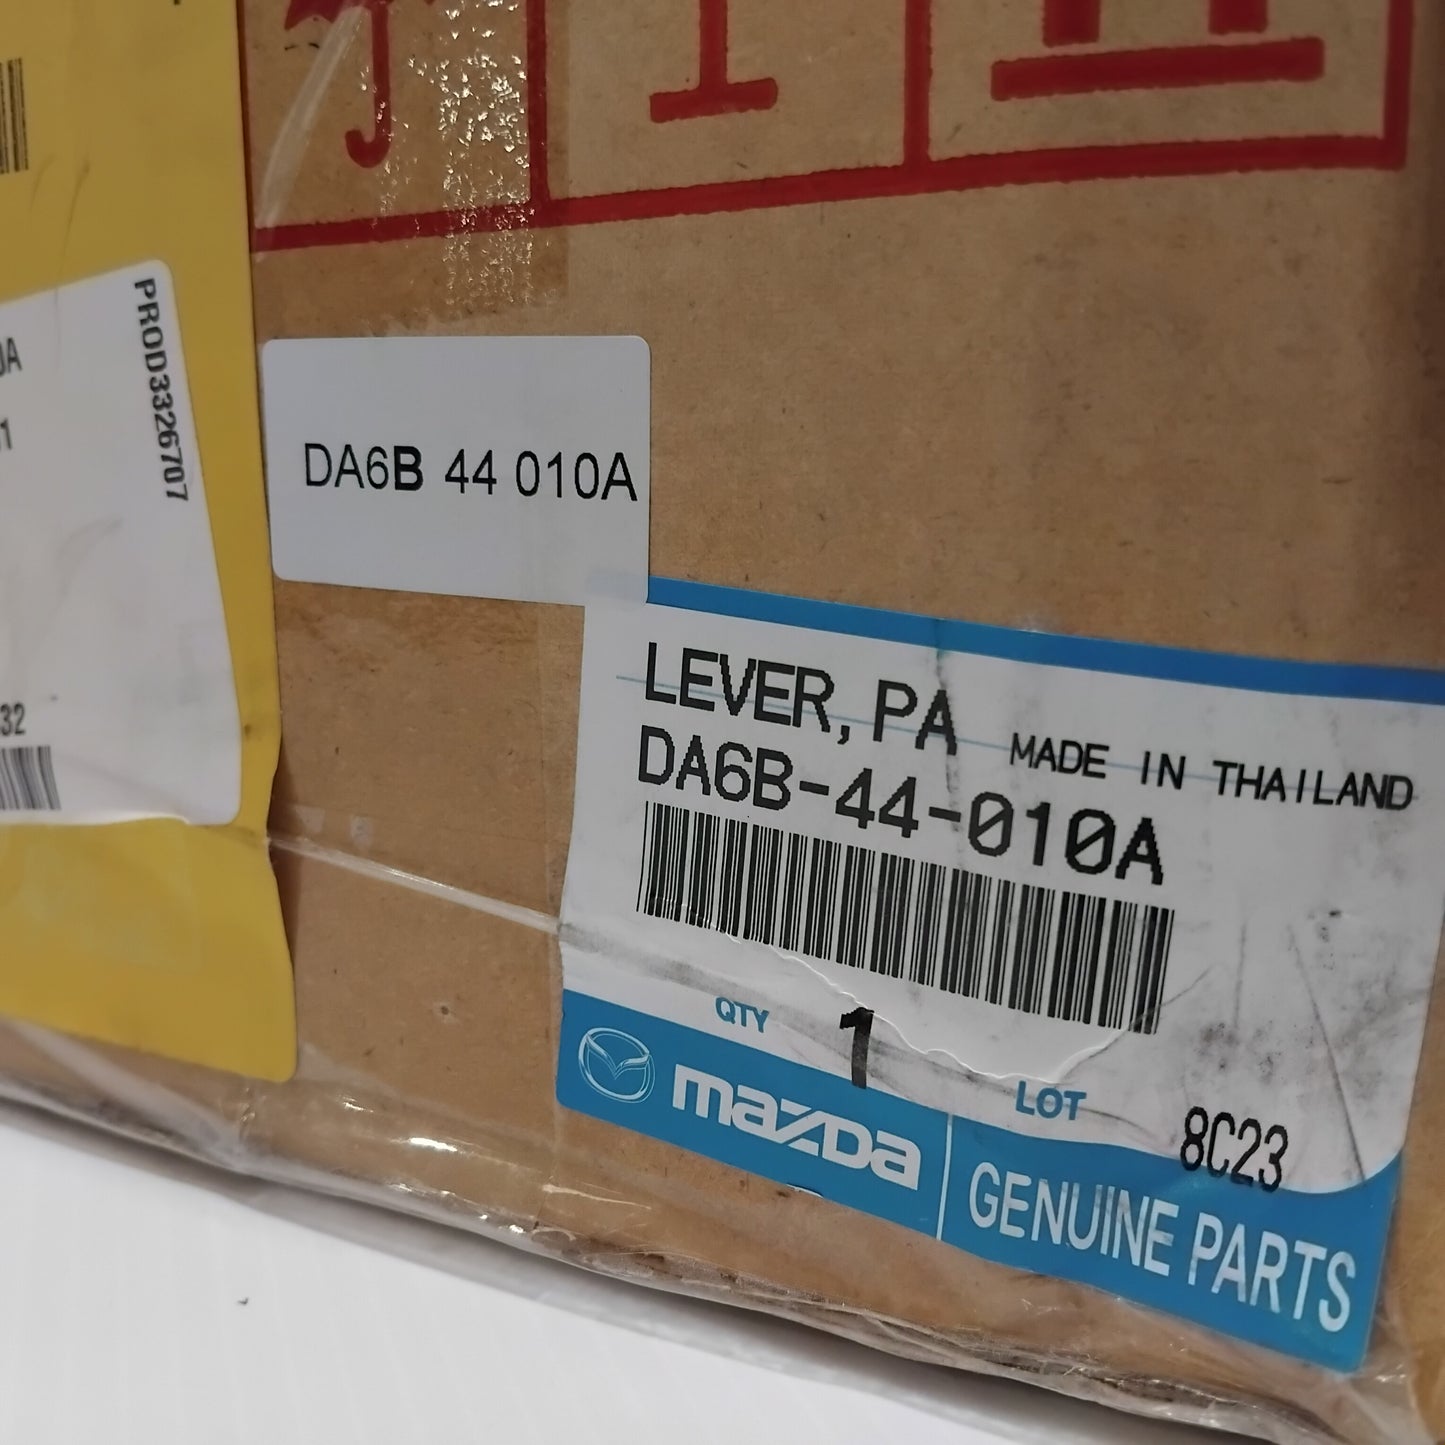 PROD3326707
DA6B 44 010A
LEVER, PA
MADE IN THAILAND
DA6B-44-010A
QTY
1
LOT
8C23
mazda
GENUINE PARTS